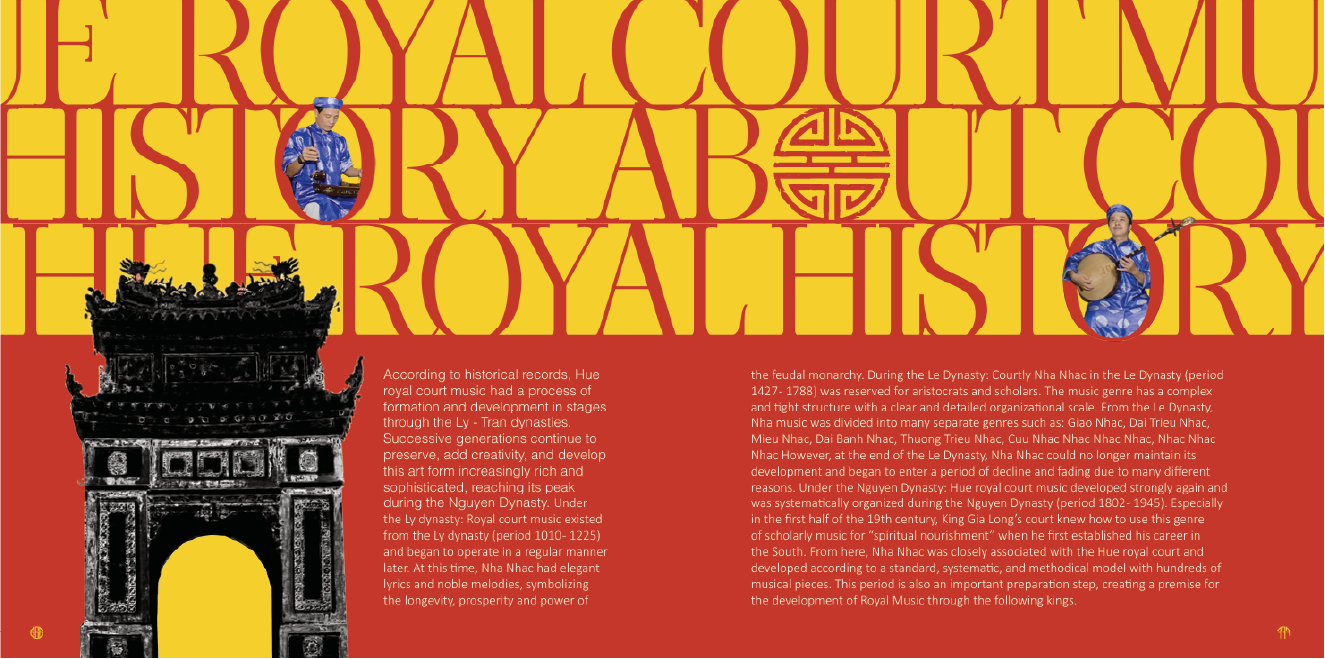 UE ROYAL COURT MU
HISTORY ABOUT COU
HUE ROYAL HISTORY
According to historical records, Hue
royal court music had a process of
formation and development in stages
through the Ly - Tran dynasties.
Successive generations continue to
preserve, add creativity, and develop
this art form increasingly rich and
sophisticated, reaching its peak
during the Nguyen Dynasty. Under
the Ly dynasty: Royal court music existed
from the Ly dynasty (period 1010- 1225)
and began to operate in a regular manner
later. At this time, Nha Nhac had elegant
lyrics and noble melodies, symbolizing
the longevity, prosperity and power of
the feudal monarchy. During the Le Dynasty: Courtly Nha Nhac in the Le Dynasty (period
1427- 1788) was reserved for aristocrats and scholars. The music genre has a complex
and tight structure with a clear and detailed organizational scale. From the Le Dynasty,
Nha music was divided into many separate genres such as: Giao Nhac, Dai Trieu Nhac,
Mieu Nhac, Dai Banh Nhac, Thuong Trieu Nhac, Cuu Nhac Nhac Nhac Nhac, Nhac Nhac
Nhac However, at the end of the Le Dynasty, Nha Nhac could no longer maintain its
development and began to enter a period of decline and fading due to many different
reasons. Under the Nguyen Dynasty: Hue royal court music developed strongly again and
was systematically organized during the Nguyen Dynasty (period 1802- 1945). Especially
in the first half of the 19th century, King Gia Long's court knew how to use this genre
of scholarly music for "spiritual nourishment" when he first established his career in
the South. From here, Nha Nhac was closely associated with the Hue royal court and
developed according to a standard, systematic, and methodical model with hundreds of
musical pieces. This period is also an important preparation step, creating a premise for
the development of Royal Music through the following kings.